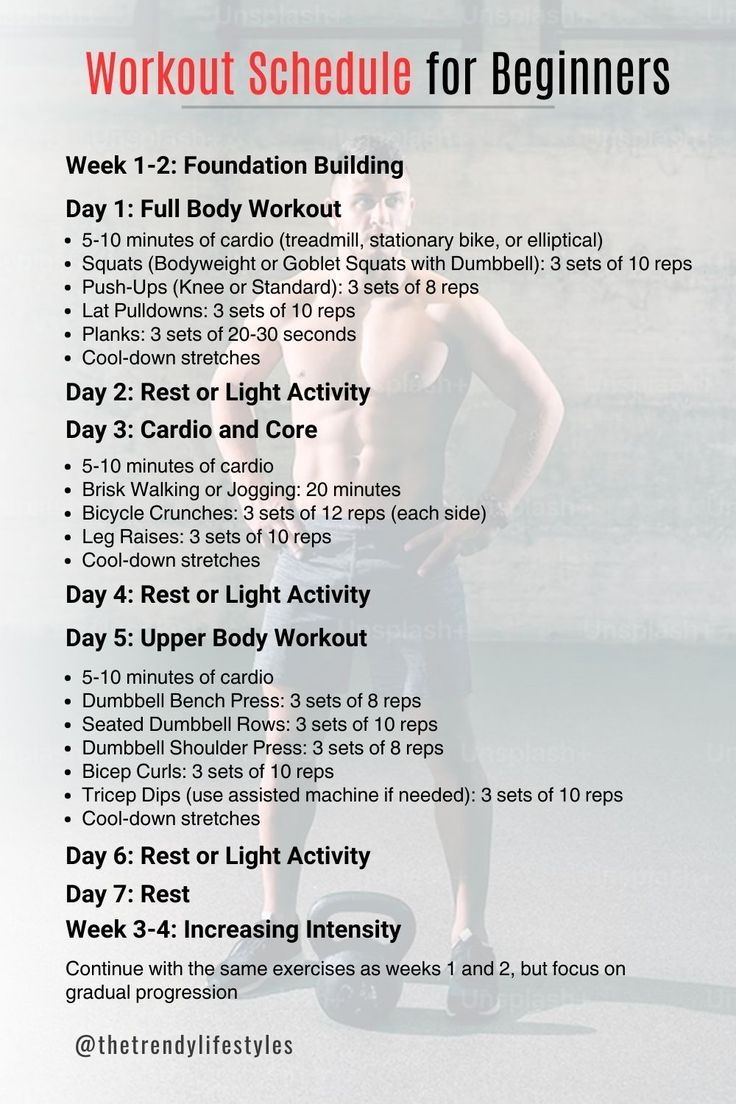 Workout Schedule for Beginners
Week 1-2: Foundation Building
Day 1: Full Body Workout
• 5-10 minutes of cardio (treadmill, stationary bike, or elliptical)
• Squats (Bodyweight or Goblet Squats with Dumbbell): 3 sets of 10 reps
• Push-Ups (Knee or Standard): 3 sets of 8 reps
• Lat Pulldowns: 3 sets of 10 reps
• Planks: 3 sets of 20-30 seconds
• Cool-down stretches
Day 2: Rest or Light Activity
Day 3: Cardio and Core
• 5-10 minutes of cardio
• Brisk Walking or Jogging: 20 minutes
• Bicycle Crunches: 3 sets of 12 reps (each side)
• Leg Raises: 3 sets of 10 reps
• Cool-down stretches
Day 4: Rest or Light Activity
Day 5: Upper Body Workout
• 5-10 minutes of cardio
• Dumbbell Bench Press: 3 sets of 8 reps
• Seated Dumbbell Rows: 3 sets of 10 reps
• Dumbbell Shoulder Press: 3 sets of 8 reps
• Bicep Curls: 3 sets of 10 reps
• Tricep Dips (use assisted machine if needed): 3 sets of 10 reps
• Cool-down stretches
Day 6: Rest or Light Activity
Day 7: Rest
Week 3-4: Increasing Intensity
Continue with the same exercises as weeks 1 and 2, but focus on
gradual progression
@thetrendylifestyles